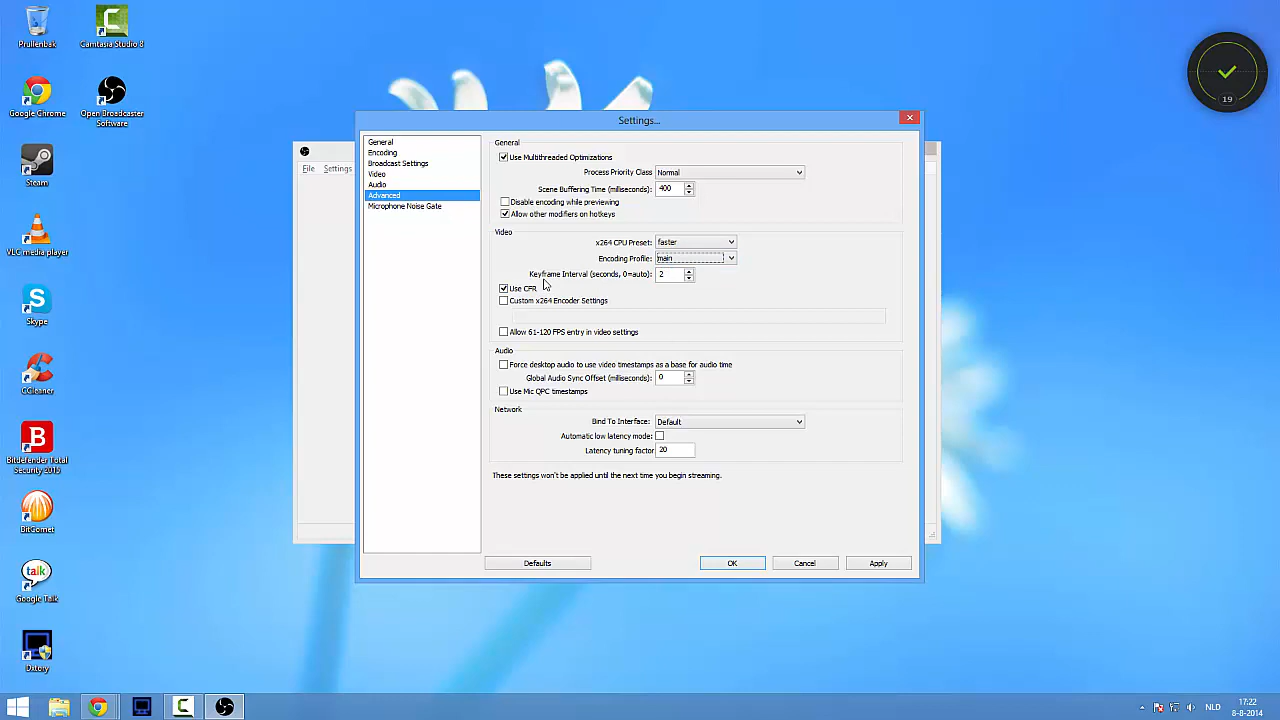 Prullenbak
Camtasia Studio 8
Google Chrome
Open Broadcaster
Software
Steam
VLC media player
Skype
CCleaner
Bitdefender Total
Security 2015
BitComet
talk
Google Talk
Dxtory
19
File
Settings
Settings...
General
Encoding
Broadcast Settings
Video
Audio
Advanced
Microphone Noise Gate
General
Use Multithreaded Optimizations
Process Priority Class Normal
Scene Buffering Time (miliseconds): 400
Disable encoding while previewing
Allow other modifiers on hotkeys
Video
x264 CPU Preset: faster
Encoding Profile: main
Keyframe Interval (seconds, 0=auto): 2
Use CFR
Custom x264 Encoder Settings
Allow 61-120 FPS entry in video settings
Audio
Force desktop audio to use video timestamps as a base for audio time
Global Audio Sync Offset (miliseconds): 0
Use Mic QPC timestamps
Network
Bind To Interface: Default
Automatic low latency mode:
Latency tuning factor 20
These settings won't be applied until the next time you begin streaming.
Defaults
OK
Cancel
Apply
NLD
17:22
8-8-2014